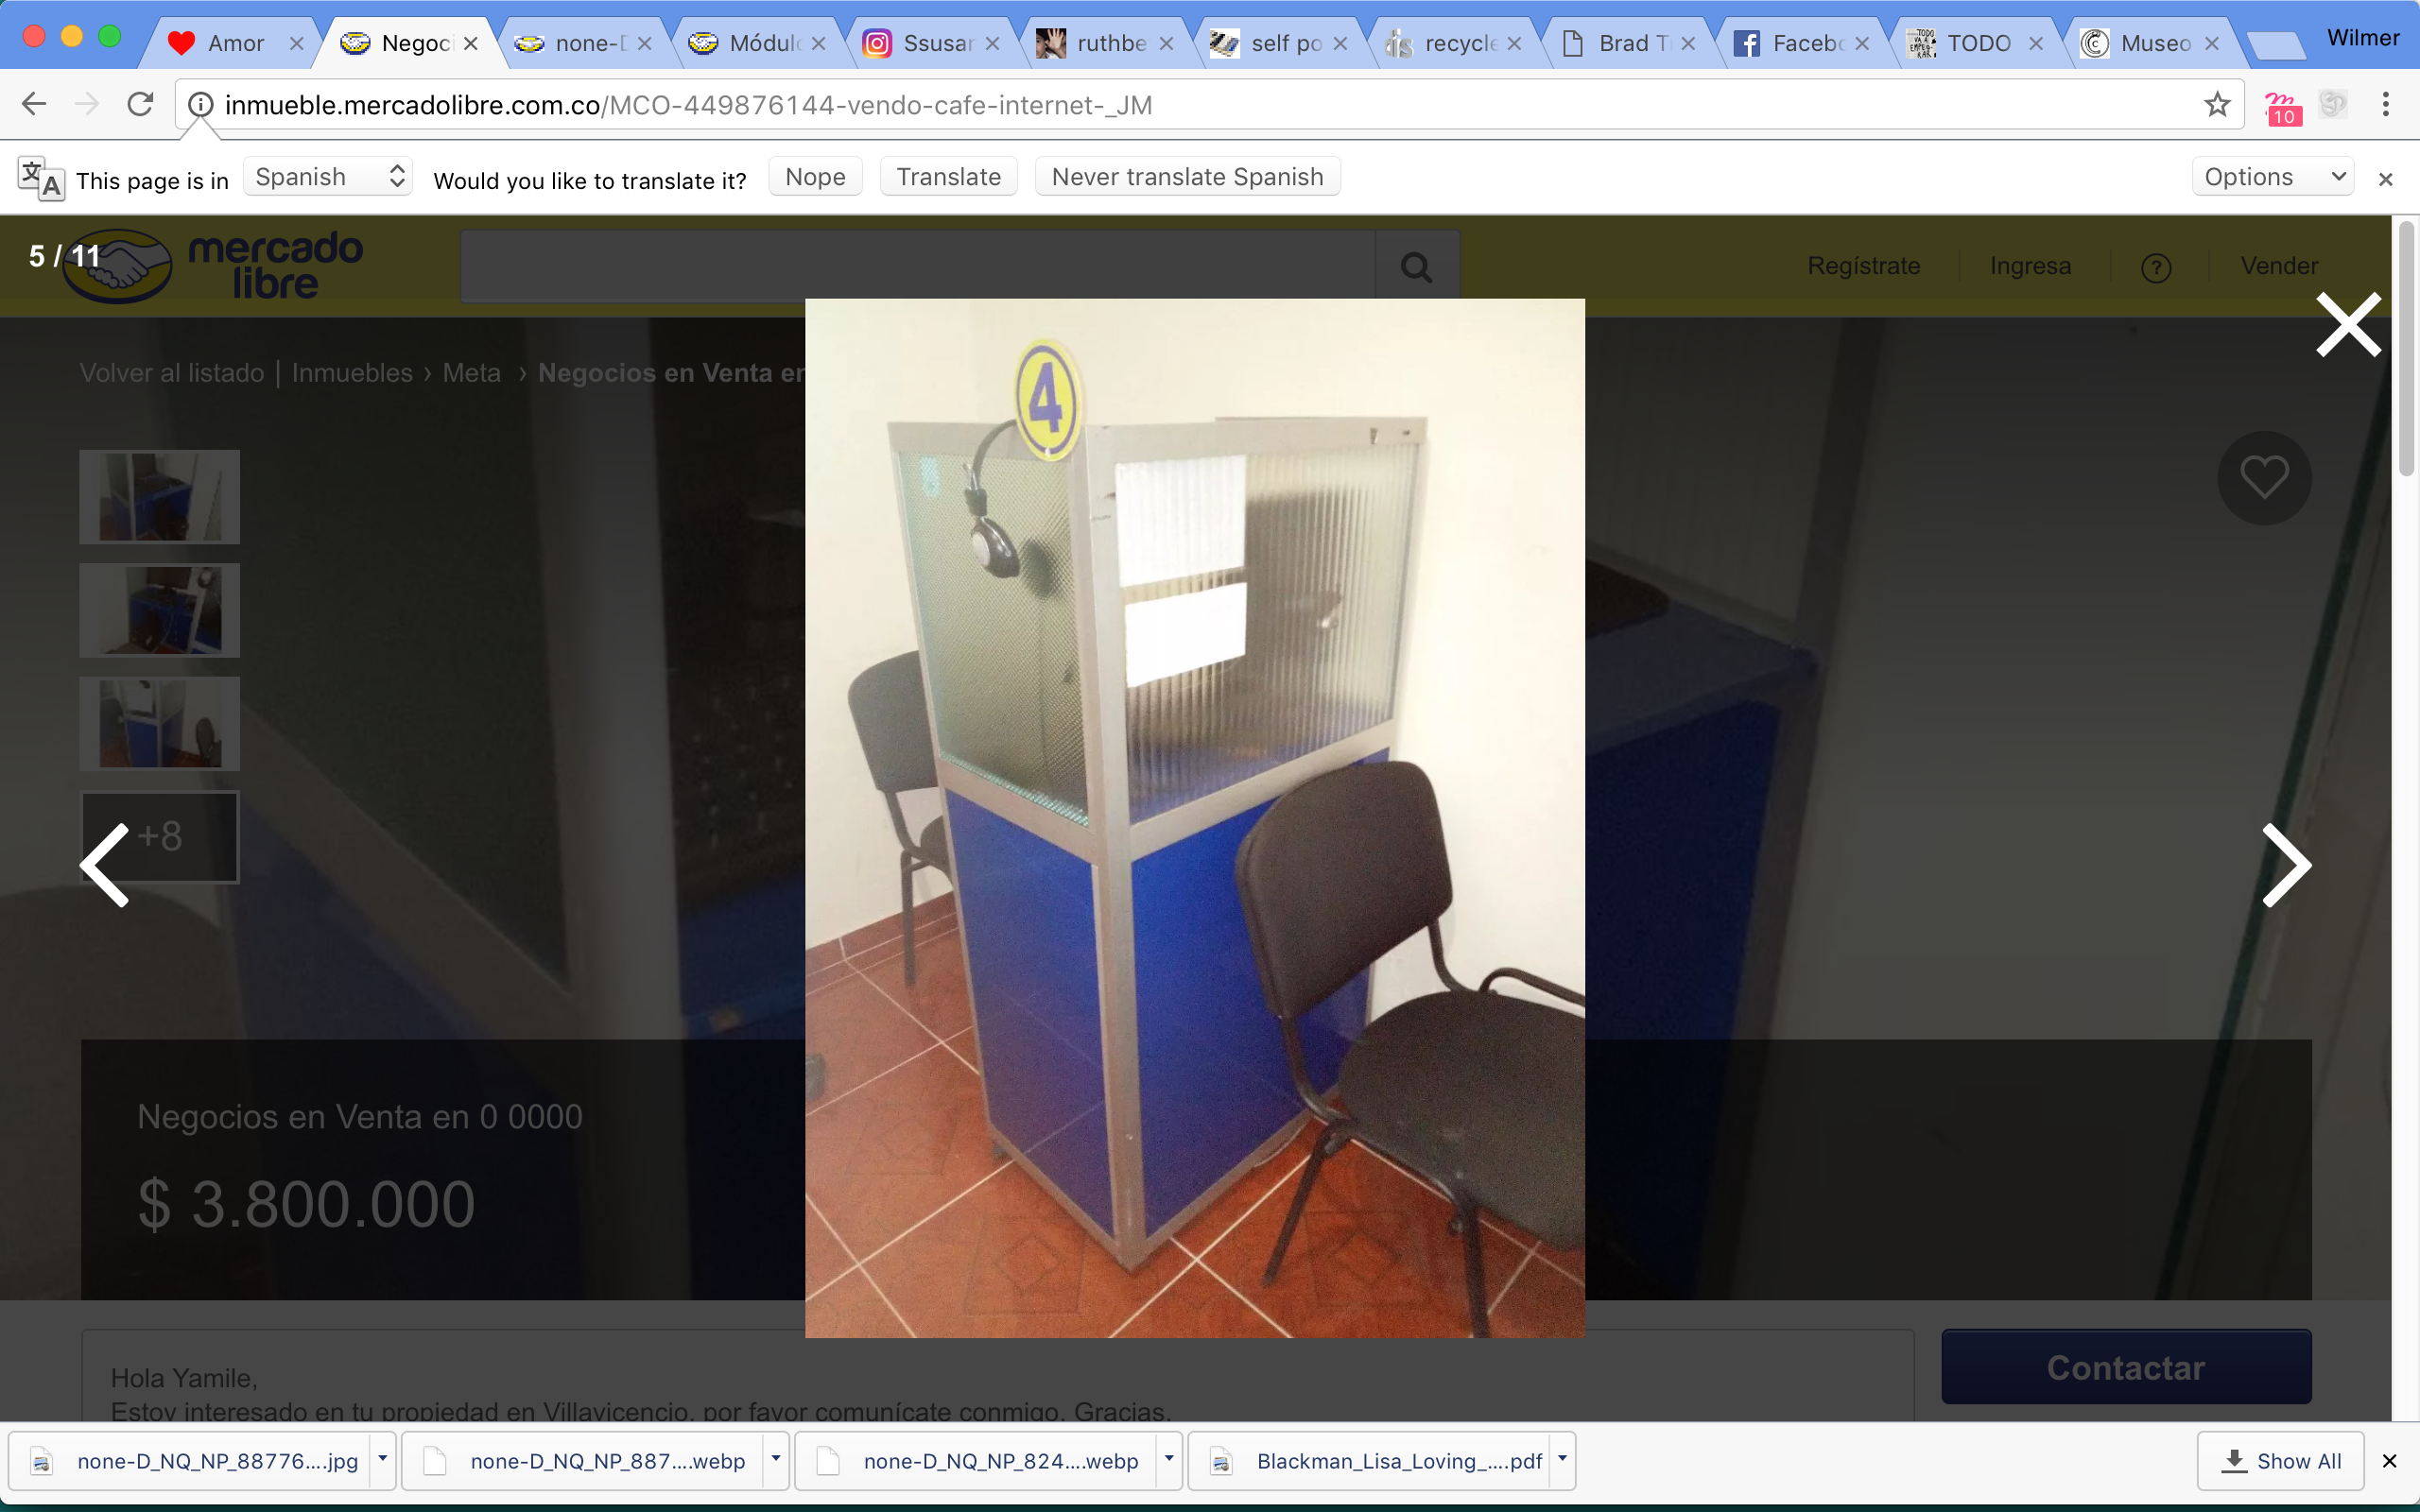 Amor
Negoc
none-D
Módulo
Ssusar
ruthbe
self po
recycle
Brad T
Facebo
TODO
Museo
Wilmer
inmueble.mercadolibre.com.co/MCO-449876144-vendo-cafe-internet-_JM
10
This page is in Spanish Would you like to translate it? Nope Translate Never translate Spanish Options
5 / 11
mercado
libre
Regístrate Ingresa ? Vender
Volver al listado | Inmuebles › Meta › Negocios en Venta en
4
+8
Negocios en Venta en 0 0000
$ 3.800.000
Hola Yamile,
Estoy interesado en tu propiedad en Villavicencio, por favor comunícate conmigo. Gracias.
Contactar
none-D_NQ_NP_88776....jpg
none-D_NQ_NP_887....webp
none-D_NQ_NP_824....webp
Blackman_Lisa_Loving_....pdf
Show All